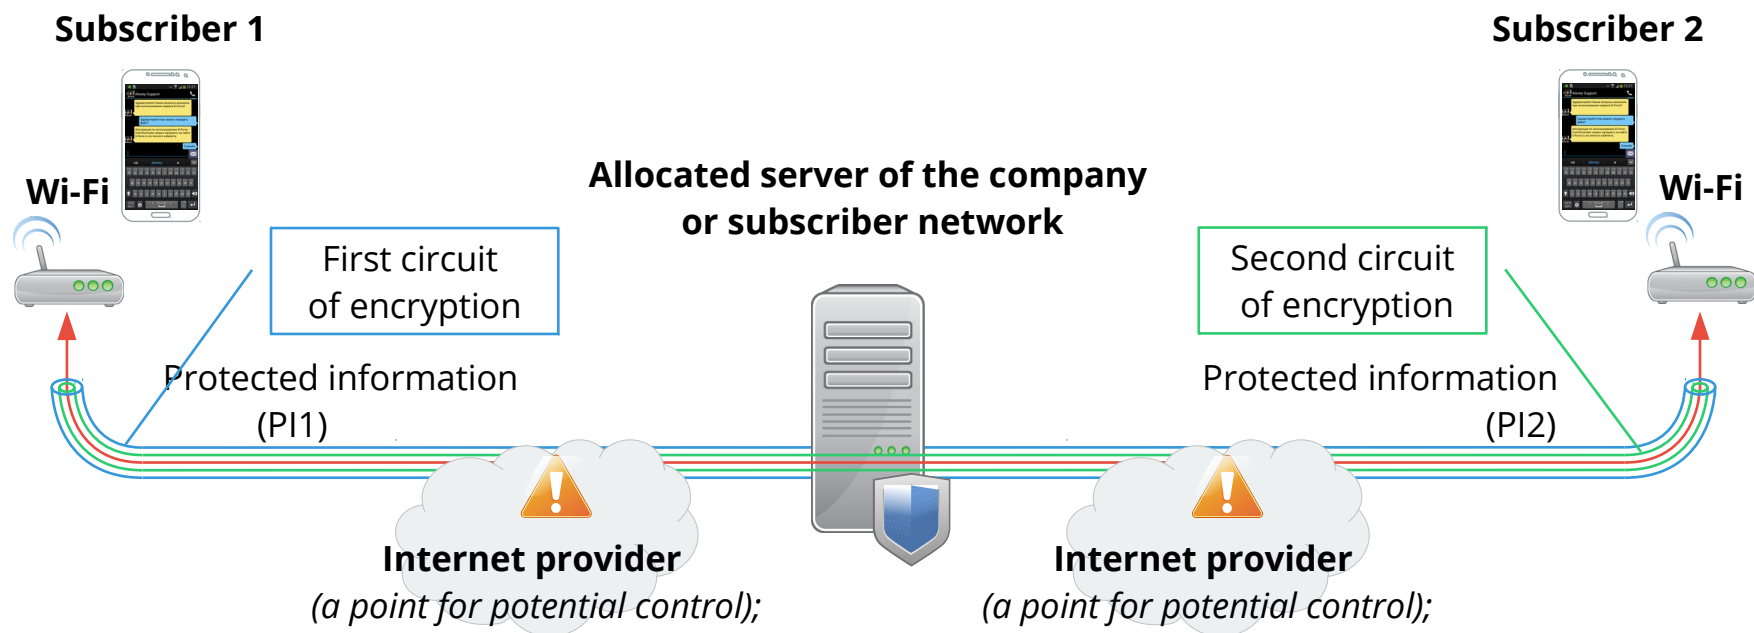 Subscriber 1
Subscriber 2
Wi-Fi
Wi-Fi
Allocated server of the company
or subscriber network
First circuit
of encryption
Second circuit
of encryption
Protected information
(PI1)
Protected information
(PI2)
Internet provider
(a point for potential control);
Internet provider
(a point for potential control);